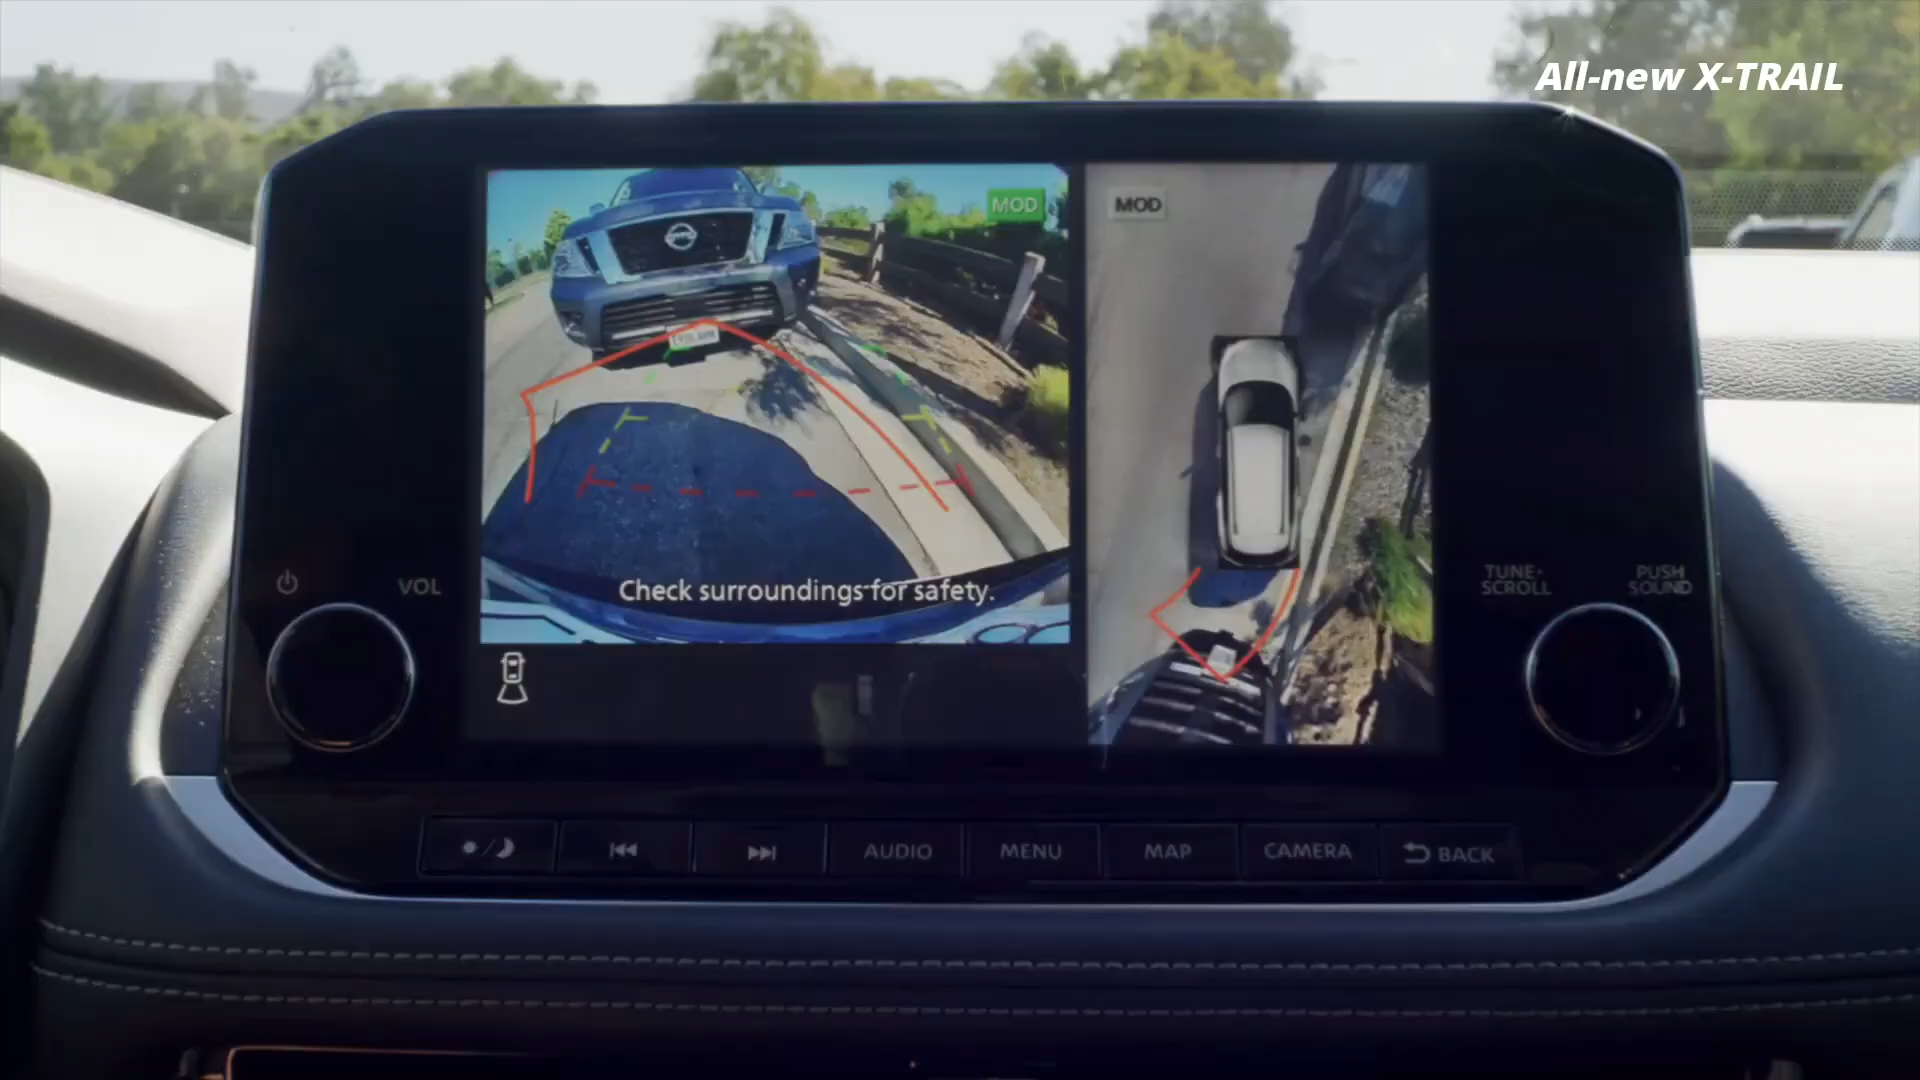 All-new X-TRAIL
MOD
MOD
Check surroundings for safety.
VOL
TUNE·
SCROLL
PUSH
SOUND
AUDIO
MENU
MAP
CAMERA
BACK